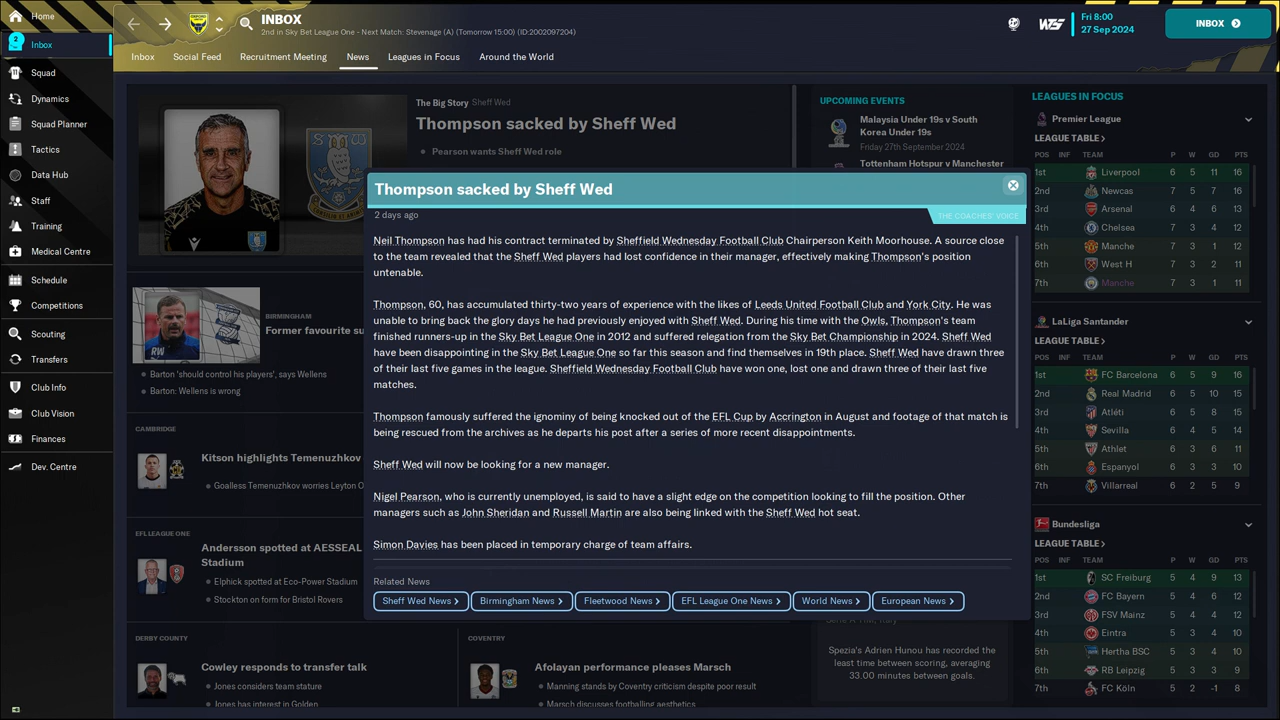 Home
2
Inbox
Squad
Dynamics
Squad Planner
Tactics
Data Hub
Staff
Training
Medical Centre
Schedule
Competitions
Scouting
Transfers
Club Info
Club Vision
Finances
Dev. Centre
INBOX
2nd in Sky Bet League One - Next Match: Stevenage (A) (Tomorrow 15:00) (ID:2002097204)
Fri 8:00
27 Sep 2024
INBOX
Inbox
Social Feed
Recruitment Meeting
News
Leagues in Focus
Around the World
The Big Story Sheff Wed
Thompson sacked by Sheff Wed
Pearson wants Sheff Wed role
Thompson sacked by Sheff Wed
2 days ago
THE COACHES' VOICE
Neil Thompson has had his contract terminated by Sheffield Wednesday Football Club Chairperson Keith Moorhouse. A source close
to the team revealed that the Sheff Wed players had lost confidence in their manager, effectively making Thompson's position
untenable.
Thompson, 60, has accumulated thirty-two years of experience with the likes of Leeds United Football Club and York City. He was
unable to bring back the glory days he had previously enjoyed with Sheff Wed. During his time with the Owls, Thompson's team
finished runners-up in the Sky Bet League One in 2012 and suffered relegation from the Sky Bet Championship in 2024. Sheff Wed
have been disappointing in the Sky Bet League One so far this season and find themselves in 19th place. Sheff Wed have drawn three
of their last five games in the league. Sheffield Wednesday Football Club have won one, lost one and drawn three of their last five
matches.
Thompson famously suffered the ignominy of being knocked out of the EFL Cup by Accrington in August and footage of that match is
being rescued from the archives as he departs his post after a series of more recent disappointments.
Sheff Wed will now be looking for a new manager.
Nigel Pearson, who is currently unemployed, is said to have a slight edge on the competition looking to fill the position. Other
managers such as John Sheridan and Russell Martin are also being linked with the Sheff Wed hot seat.
Simon Davies has been placed in temporary charge of team affairs.
Related News
Sheff Wed News
Birmingham News
Fleetwood News
EFL League One News
World News
European News
RW
BIRMINGHAM
Former favourite su
Barton 'should control his players', says Wellens
Barton: Wellens is wrong
CAMBRIDGE
Kitson highlights Temenuzhkov
Goalless Temenuzhkov worries Leyton O
EFL LEAGUE ONE
Andersson spotted at AESSEAL
Stadium
Elphick spotted at Eco-Power Stadium
Stockton on form for Bristol Rovers
DERBY COUNTY
Cowley responds to transfer talk
Jones considers team stature
Jones has interest in Golden
COVENTRY
Afolayan performance pleases Marsch
Manning stands by Coventry criticism despite poor result
Marsch discusses footballing aesthetics
UPCOMING EVENTS
Malaysia Under 19s v South
Korea Under 19s
Friday 27th September 2024
Tottenham Hotspur v Manchester
Spezia's Adrien Hunou has recorded the
least time between scoring, averaging
33.00 minutes between goals.
LEAGUES IN FOCUS
Premier League
LEAGUE TABLE
POS INF TEAM P W GD PTS
1st Liverpool 6 5 11 16
2nd Newcas 7 5 7 16
3rd Arsenal 6 4 6 13
4th Chelsea 7 3 4 12
5th Manche 7 3 1 12
6th West H 7 3 2 11
7th Manche 7 3 1 11
LaLiga Santander
LEAGUE TABLE
POS INF TEAM P W GD PTS
1st FC Barcelona 6 5 9 16
2nd Real Madrid 6 5 10 15
3rd Atléti 6 5 8 15
4th Sevilla 6 4 5 14
5th Athlet 6 3 6 11
6th Espanyol 6 3 3 10
7th Villarreal 6 2 5 9
Bundesliga
LEAGUE TABLE
POS INF TEAM P W GD PTS
1st SC Freiburg 5 4 9 13
2nd FC Bayern 5 4 6 12
3rd FSV Mainz 5 4 4 12
4th Eintra 5 3 4 10
5th Hertha BSC 5 3 4 10
6th RB Leipzig 5 3 3 9
7th FC Köln 5 2 -1 8